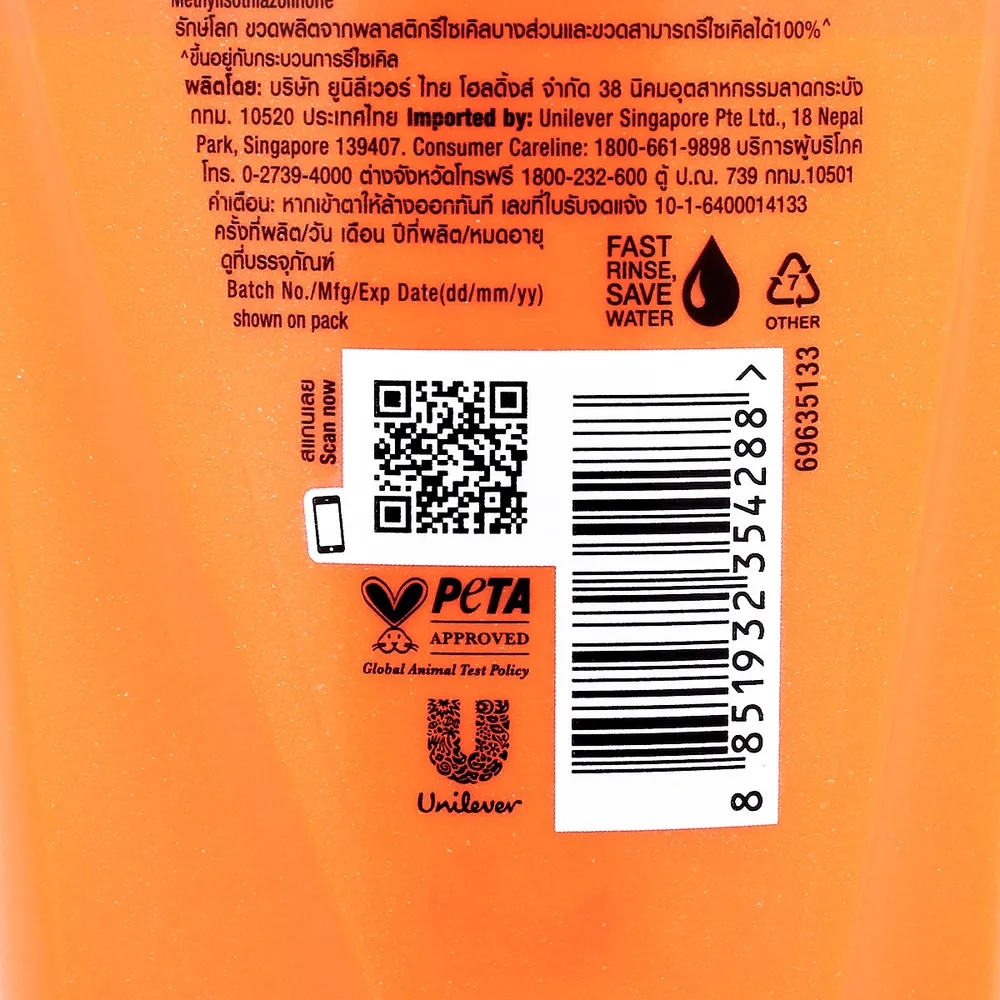 Methylisothiazolinone
รักษ์โลก ขวดผลิตจากพลาสติกรีไซเคิลบางส่วนและขวดสามารถรีไซเคิลได้100%^
^ขึ้นอยู่กับกระบวนการรีไซเคิล
ผลิตโดย: บริษัท ยูนิลีเวอร์ ไทย โฮลดิ้งส์ จำกัด 38 นิคมอุตสาหกรรมลาดกระบัง
กทม. 10520 ประเทศไทย Imported by: Unilever Singapore Pte Ltd., 18 Nepal
Park, Singapore 139407. Consumer Careline: 1800-661-9898 บริการผู้บริโภค
โทร. 0-2739-4000 ต่างจังหวัดโทรฟรี 1800-232-600 ตู้ ป.ณ. 739 กทม.10501
คำเตือน: หากเข้าตาให้ล้างออกทันที เลขที่ใบรับจดแจ้ง 10-1-6400014133
ครั้งที่ผลิต/วัน เดือน ปีที่ผลิต/หมดอายุ
ดูที่บรรจุภัณฑ์
Batch No./Mfg/Exp Date(dd/mm/yy)
shown on pack
FAST
RINSE,
SAVE
WATER
7
OTHER
สแกนเลย
Scan now
8 851932 354288 >
69635133
PETA
APPROVED
Global Animal Test Policy
Unilever